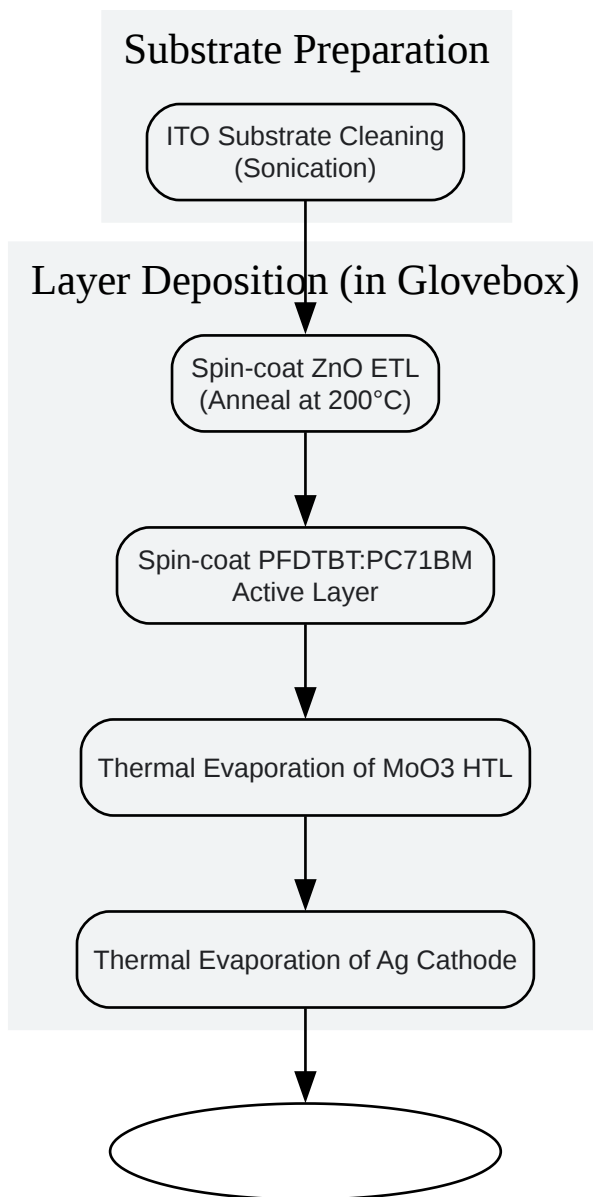 Substrate Preparation
ITO Substrate Cleaning
(Sonication)
Layer Deposition (in Glovebox)
Spin-coat ZnO ETL
(Anneal at 200°C)
Spin-coat PFDTBT:PC71BM
Active Layer
Thermal Evaporation of MoO3 HTL
Thermal Evaporation of Ag Cathode